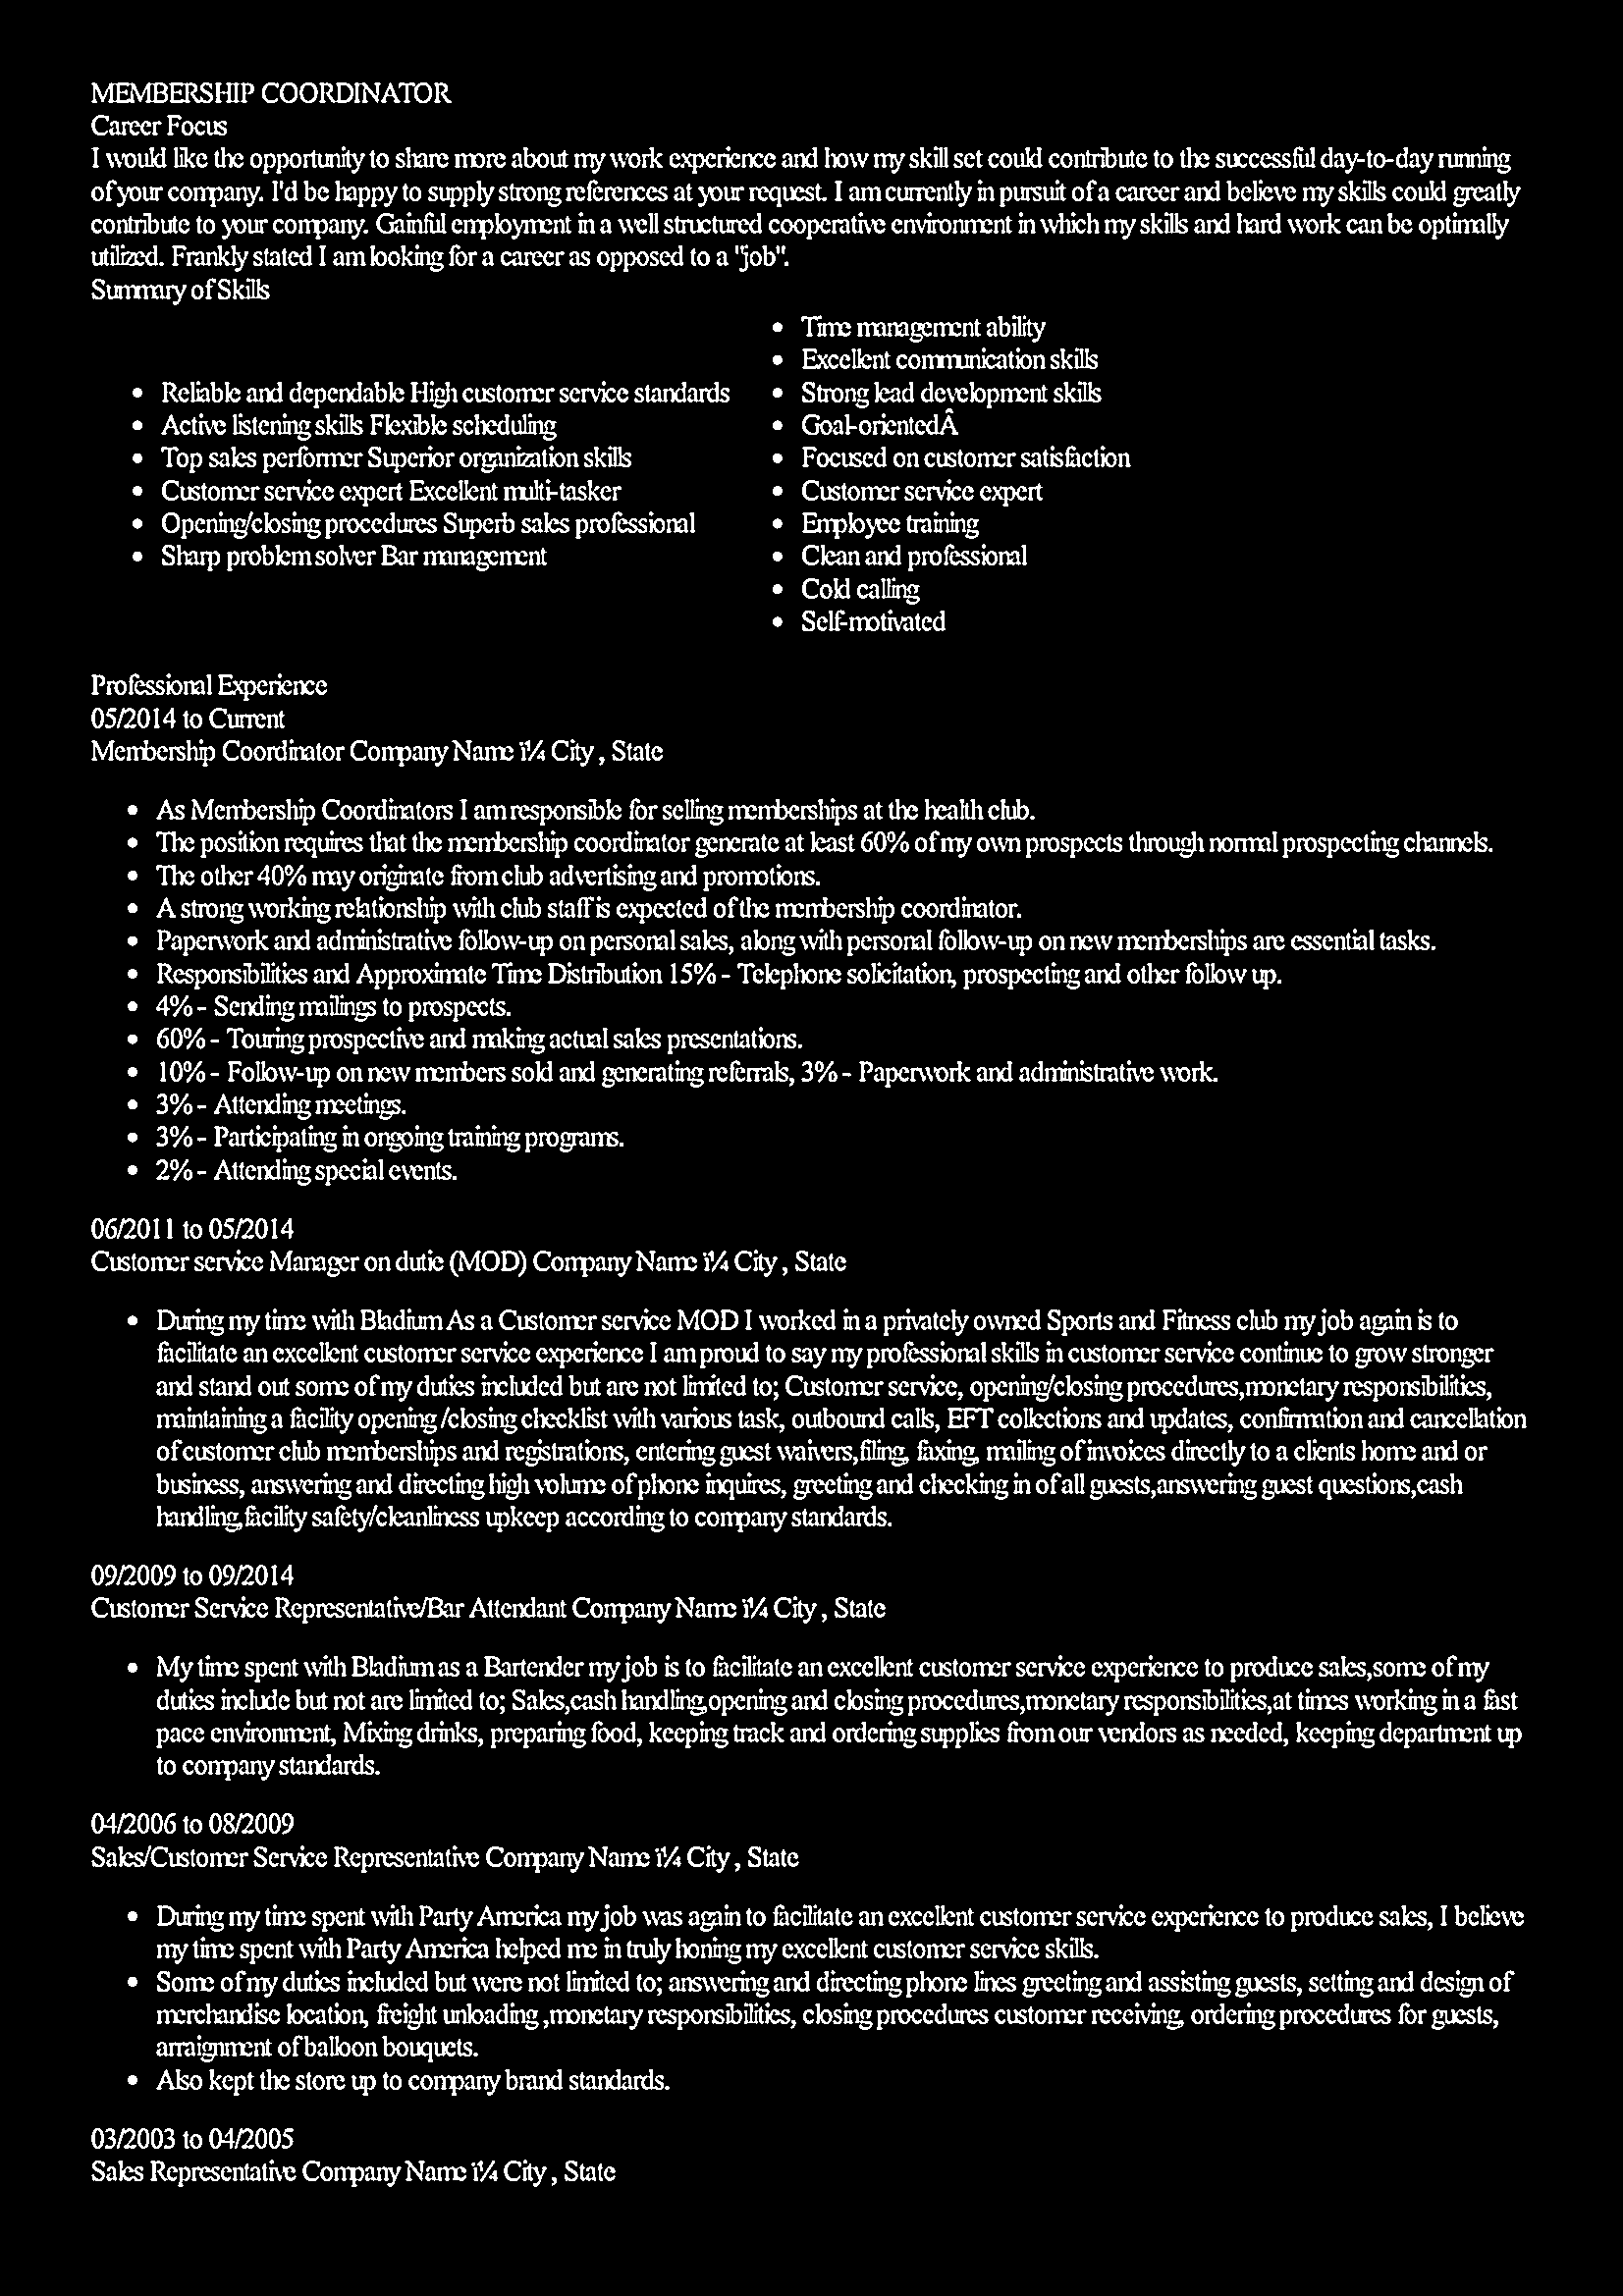 MEMBERSHIP COORDINATOR
Career Focus
I would like the opportunity to share more about my work experience and how my skill set could contribute to the successful day-to-day running
of your company. I'd be happy to supply strong references at your request. I am currently in pursuit of a career and believe my skills could greatly
contribute to your company. Gainful employment in a well structured cooperative environment in which my skills and hard work can be optimally
utilized. Frankly stated I am looking for a career as opposed to a "job".
Summary of Skills
• Reliable and dependable High customer service standards
• Active listening skills Flexible scheduling
• Top sales performer Superior organization skills
• Customer service expert Excellent multi-tasker
• Opening/closing procedures Superb sales professional
• Sharp problem solver Bar management
• Time management ability
• Excellent communication skills
• Strong lead development skills
• Goal-orientedÂ
• Focused on customer satisfaction
• Customer service expert
• Employee training
• Clean and professional
• Cold calling
• Self-motivated
Professional Experience
05/2014 to Current
Membership Coordinator Company Name ï¼ City , State
• As Membership Coordinators I am responsible for selling memberships at the health club.
• The position requires that the membership coordinator generate at least 60% of my own prospects through normal prospecting channels.
• The other 40% may originate from club advertising and promotions.
• A strong working relationship with club staff is expected of the membership coordinator.
• Paperwork and administrative follow-up on personal sales, along with personal follow-up on new memberships are essential tasks.
• Responsibilities and Approximate Time Distribution 15% - Telephone solicitation, prospecting and other follow up.
• 4% - Sending mailings to prospects.
• 60% - Touring prospective and making actual sales presentations.
• 10% - Follow-up on new members sold and generating referrals, 3% - Paperwork and administrative work.
• 3% - Attending meetings.
• 3% - Participating in ongoing training programs.
• 2% - Attending special events.
06/2011 to 05/2014
Customer service Manager on dutie (MOD) Company Name ï¼ City , State
• During my time with Bladium As a Customer service MOD I worked in a privately owned Sports and Fitness club my job again is to
facilitate an excellent customer service experience I am proud to say my professional skills in customer service continue to grow stronger
and stand out some of my duties included but are not limited to; Customer service, opening/closing procedures,monetary responsibilities,
maintaining a facility opening /closing checklist with various task, outbound calls, EFT collections and updates, confirmation and cancellation
of customer club memberships and registrations, entering guest waivers,filing, faxing, mailing of invoices directly to a clients home and or
business, answering and directing high volume of phone inquires, greeting and checking in of all guests,answering guest questions,cash
handling,facility safety/cleanliness upkeep according to company standards.
09/2009 to 09/2014
Customer Service Representative/Bar Attendant Company Name ï¼ City , State
• My time spent with Bladium as a Bartender my job is to facilitate an excellent customer service experience to produce sales,some of my
duties include but not are limited to; Sales,cash handling,opening and closing procedures,monetary responsibilities,at times working in a fast
pace environment, Mixing drinks, preparing food, keeping track and ordering supplies from our vendors as needed, keeping department up
to company standards.
04/2006 to 08/2009
Sales/Customer Service Representative Company Name ï¼ City , State
• During my time spent with Party America my job was again to facilitate an excellent customer service experience to produce sales, I believe
my time spent with Party America helped me in truly honing my excellent customer service skills.
• Some of my duties included but were not limited to; answering and directing phone lines greeting and assisting guests, setting and design of
merchandise location, freight unloading ,monetary responsibilities, closing procedures customer receiving, ordering procedures for guests,
arraignment of balloon bouquets.
• Also kept the store up to company brand standards.
03/2003 to 04/2005
Sales Representative Company Name ï¼ City , State